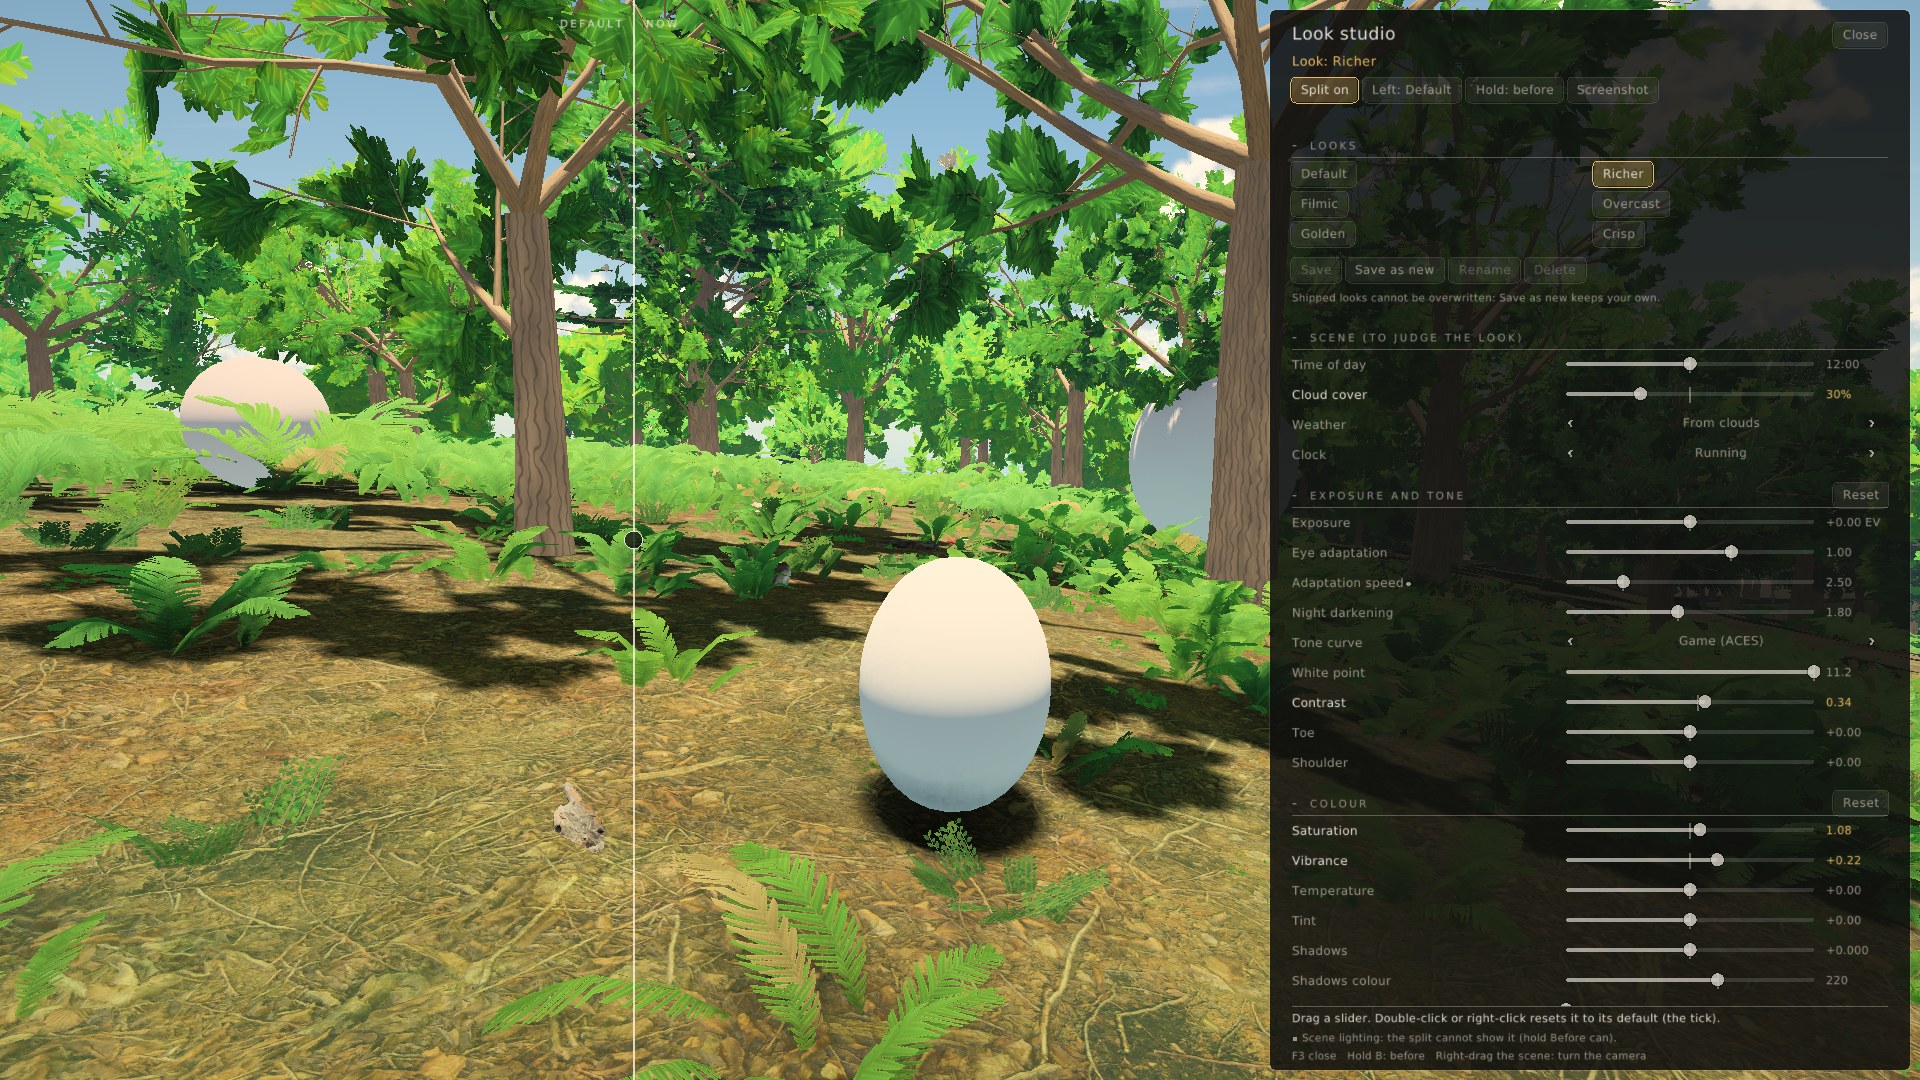 DEFAULT NOW
Look studio
Close
Look: Richer
Split on
Left: Default
Hold: before
Screenshot
- LOOKS
Default
Richer
Filmic
Overcast
Golden
Crisp
Save
Save as new
Rename
Delete
Shipped looks cannot be overwritten: Save as new keeps your own.
- SCENE (TO JUDGE THE LOOK)
Time of day 12:00
Cloud cover 30%
Weather ‹ From clouds ›
Clock ‹ Running ›
- EXPOSURE AND TONE Reset
Exposure +0.00 EV
Eye adaptation 1.00
Adaptation speed 2.50
Night darkening 1.80
Tone curve ‹ Game (ACES) ›
White point 11.2
Contrast 0.34
Toe +0.00
Shoulder +0.00
- COLOUR Reset
Saturation 1.08
Vibrance +0.22
Temperature +0.00
Tint +0.00
Shadows +0.000
Shadows colour 220
Drag a slider. Double-click or right-click resets it to its default (the tick).
Scene lighting: the split cannot show it (hold Before can).
F3 close Hold B: before Right-drag the scene: turn the camera